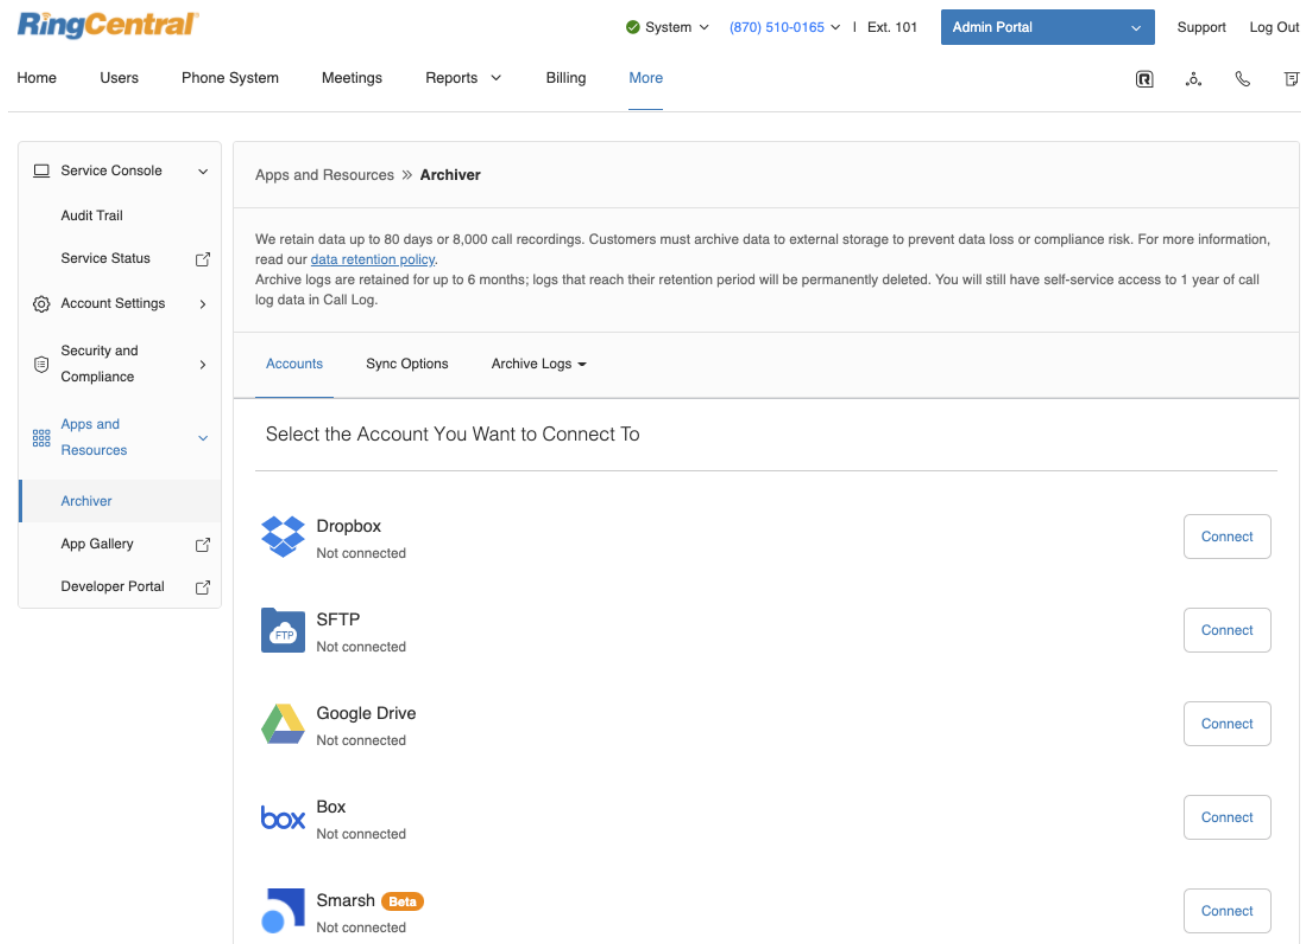 RingCentral
System
(870) 510-0165
| Ext. 101
Admin Portal
Support
Log Out
Home
Users
Phone System
Meetings
Reports
Billing
More
Service Console
Audit Trail
Service Status
Account Settings
Security and
Compliance
Apps and
Resources
Archiver
App Gallery
Developer Portal
Apps and Resources » Archiver
We retain data up to 80 days or 8,000 call recordings. Customers must archive data to external storage to prevent data loss or compliance risk. For more information,
read our data retention policy.
Archive logs are retained for up to 6 months; logs that reach their retention period will be permanently deleted. You will still have self-service access to 1 year of call
log data in Call Log.
Accounts
Sync Options
Archive Logs
Select the Account You Want to Connect To
Dropbox
Not connected
Connect
FTP
SFTP
Not connected
Connect
Google Drive
Not connected
Connect
box
Box
Not connected
Connect
Smarsh Beta
Not connected
Connect